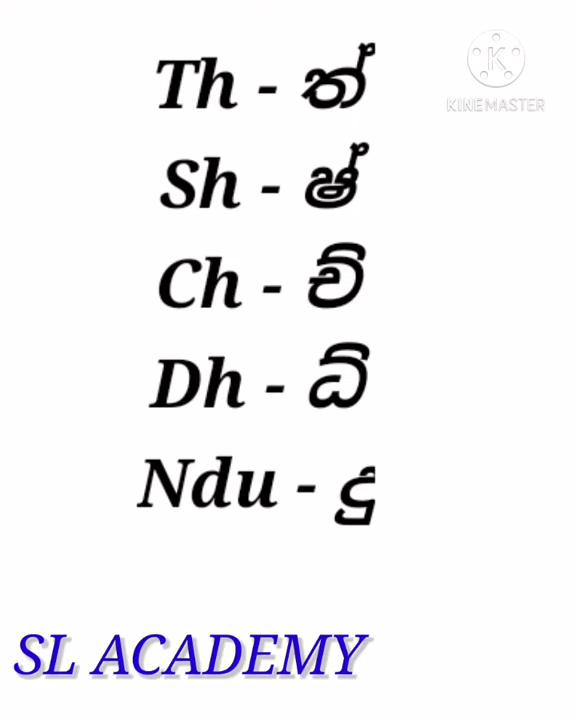 Th - ත්
KINEMASTER
Sh - ෂ්
Ch - ච්
Dh - ධ්
Ndu - දු
SL ACADEMY